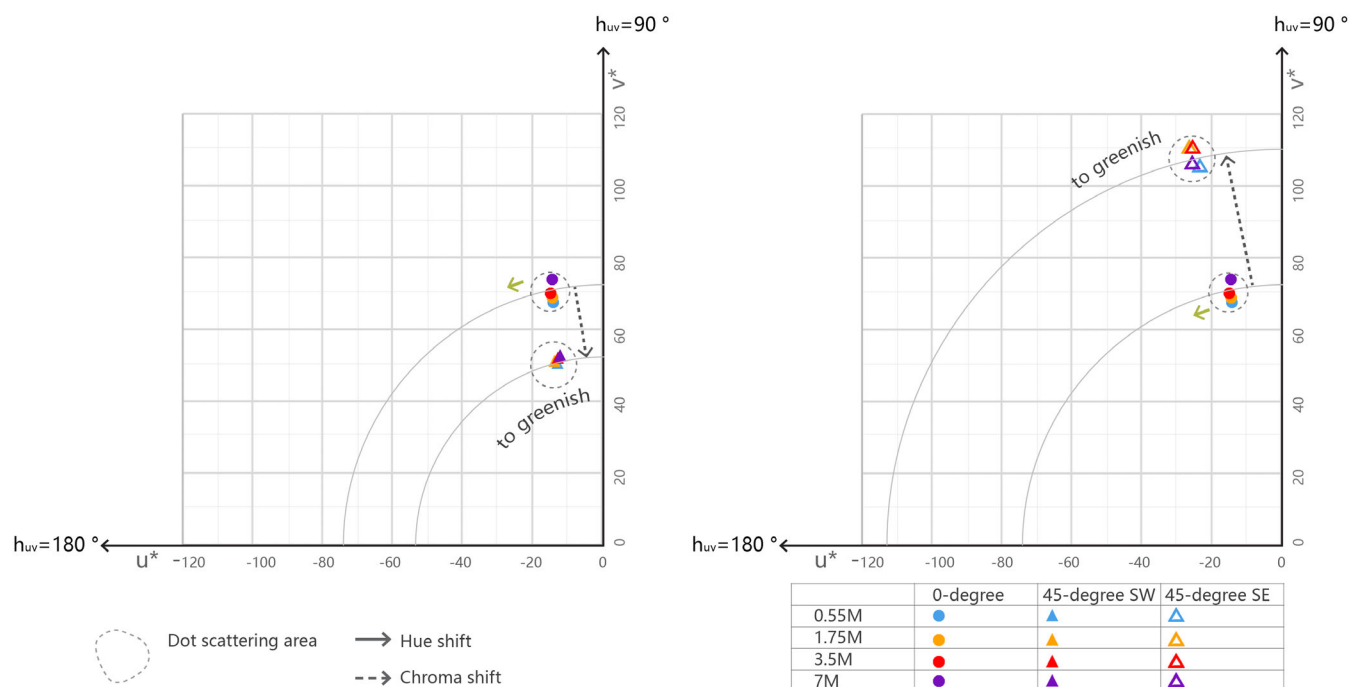 huv=90 °
huv=90 °
v*
v*
120
100
80
60
40
20
0
120
100
80
60
40
20
0
to greenish
to greenish
huv=180 °
u*
-120
-100
-80
-60
-40
-20
0
huv=180 °
u*
-120
-100
-80
-60
-40
-20
0
Dot scattering area
Hue shift
Chroma shift
0-degree 45-degree SW 45-degree SE
0.55M
1.75M
3.5M
7M